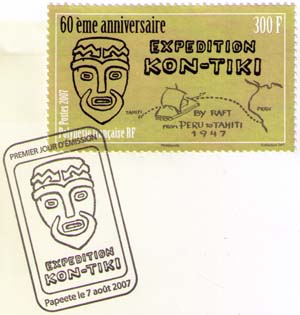 60 ème anniversaire
300 F
EXPEDITION
KON-TIKI
Postes 2007
TAHITI
PERU
BY RAFT
FROM PERU TO TAHITI
1947
Polynésie française RF
PREMIER JOUR D'ÉMISSION
EXPEDITION
KON-TIKI
Papeete le 7 août 2007